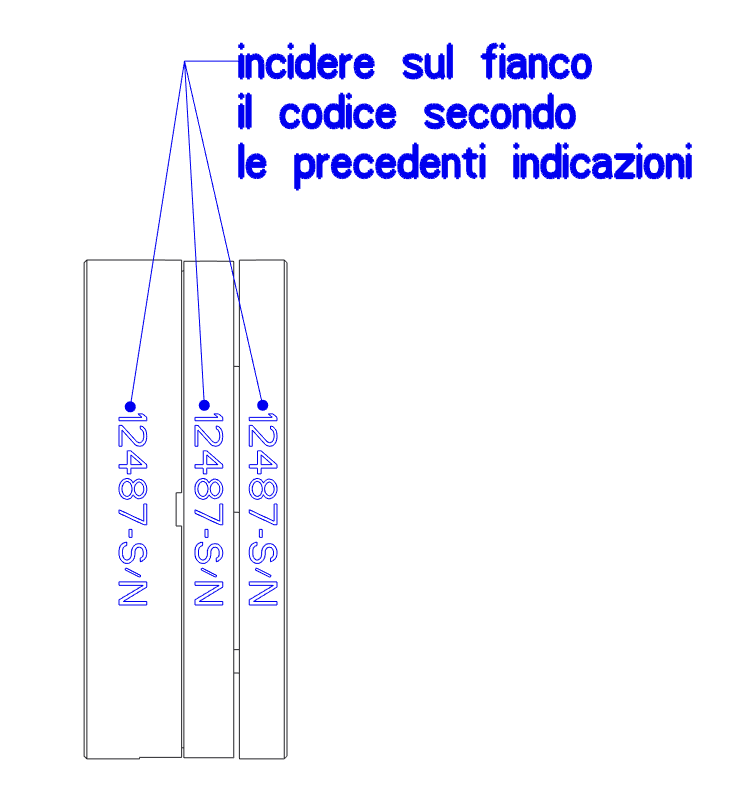 incidere sul fianco
il codice secondo
le precedenti indicazioni
12487-S/N
12487-S/N
12487-S/N